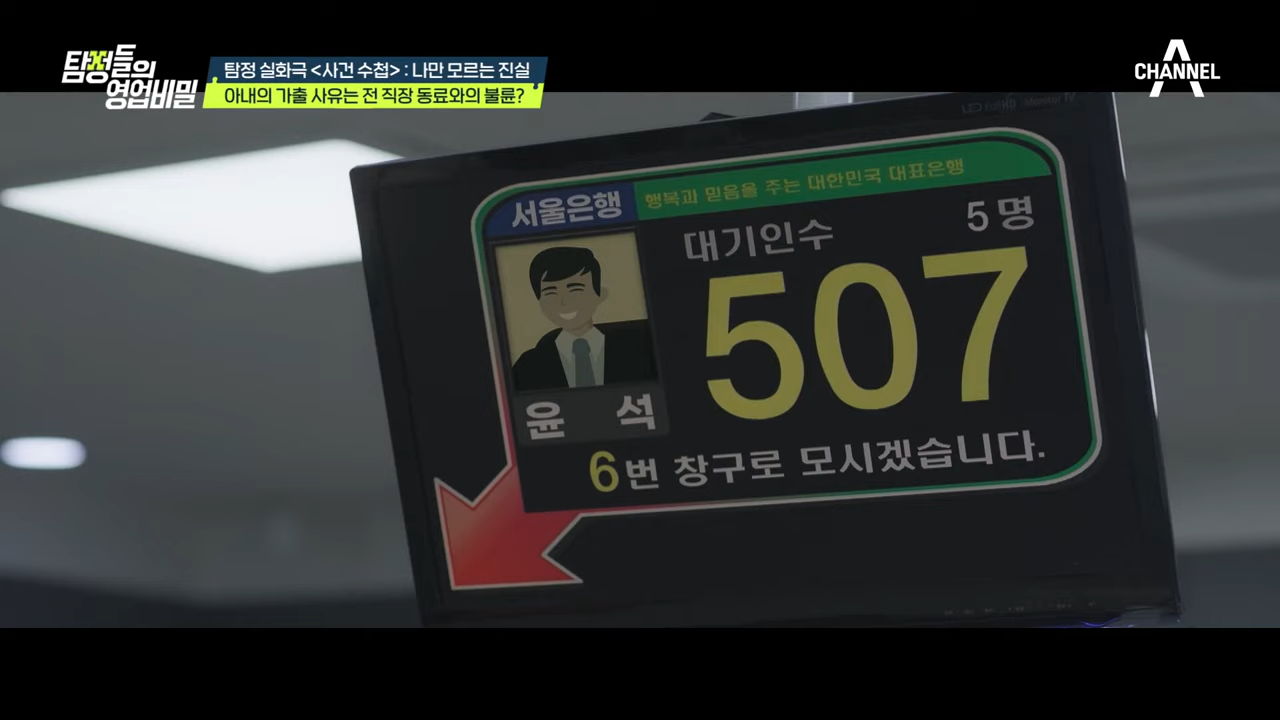 탐정들의
영업비밀
탐정 실화극 <사건 수첩> : 나만 모르는 진실
아내의 가출 사유는 전 직장 동료와의 불륜?
CHANNEL A
서울은행
행복과 믿음을 주는 대한민국 대표은행
대기인수 5명
507
윤 석
6번 창구로 모시겠습니다.